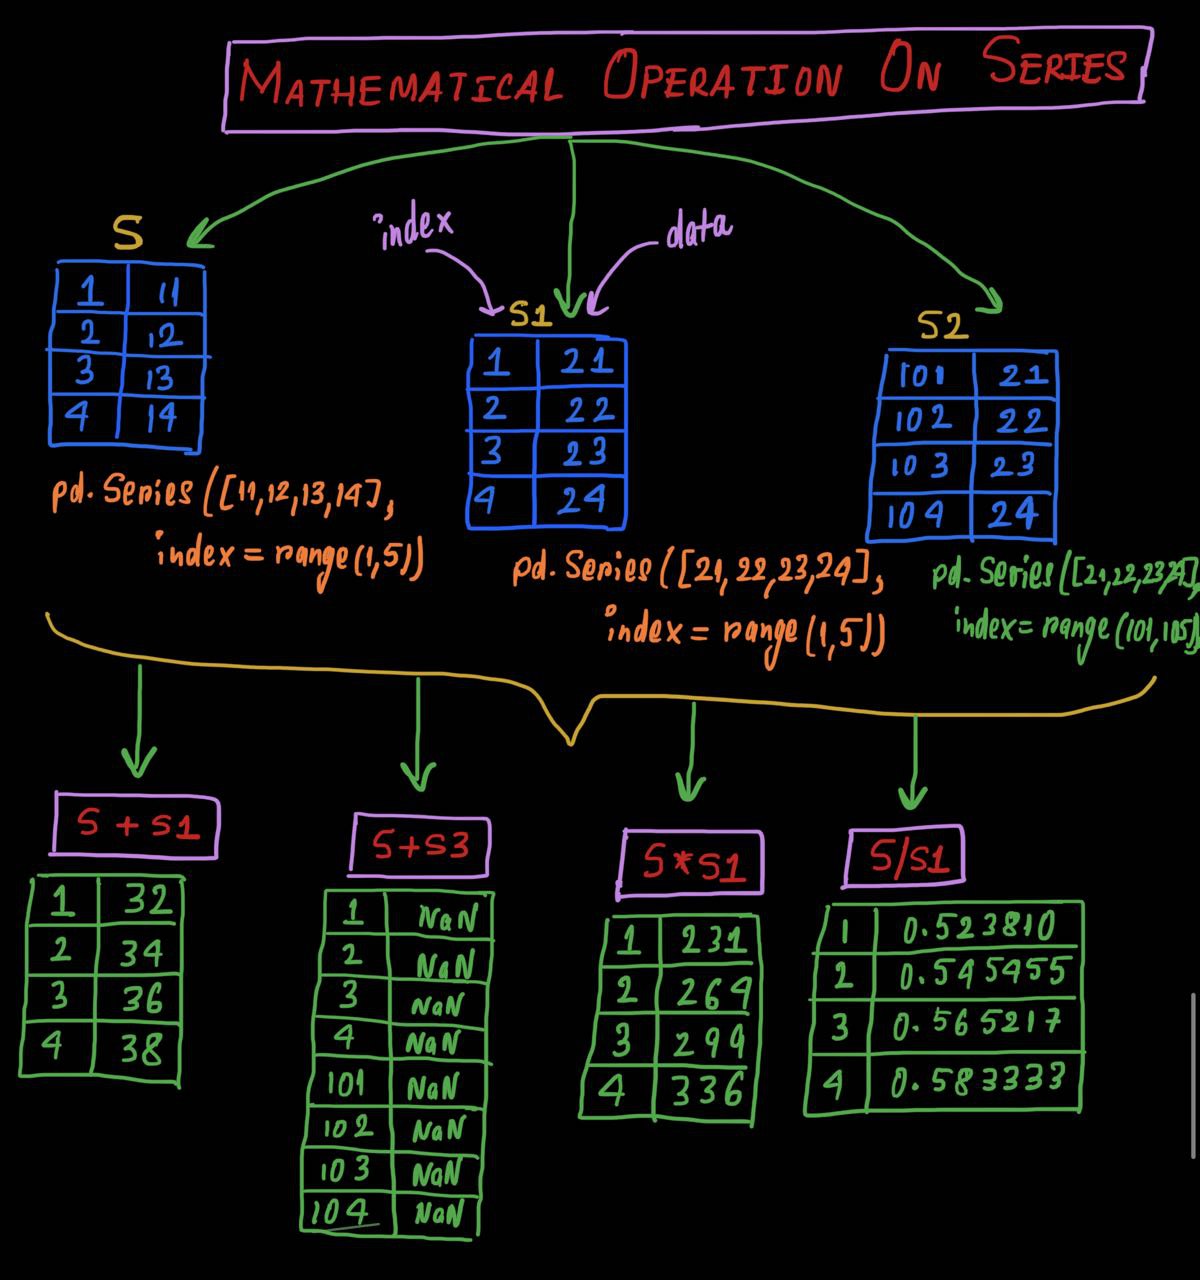 MATHEMATICAL OPERATION ON SERIES
S
1 11
2 12
3 13
4 14
pd.Series([11,12,13,14],
index = range(1,5))
index
data
S1
1 21
2 22
3 23
4 24
pd.Series([21,22,23,24],
index = range(1,5))
S2
101 21
102 22
103 23
104 24
pd.Series([21,22,23,24],
index= range(101,105))
S + S1
1 32
2 34
3 36
4 38
S+S3
1 NaN
2 NaN
3 NaN
4 NaN
101 NaN
102 NaN
103 NaN
104 NaN
S*S1
1 231
2 264
3 299
4 336
S/S1
1 0.523810
2 0.545455
3 0.565217
4 0.583333